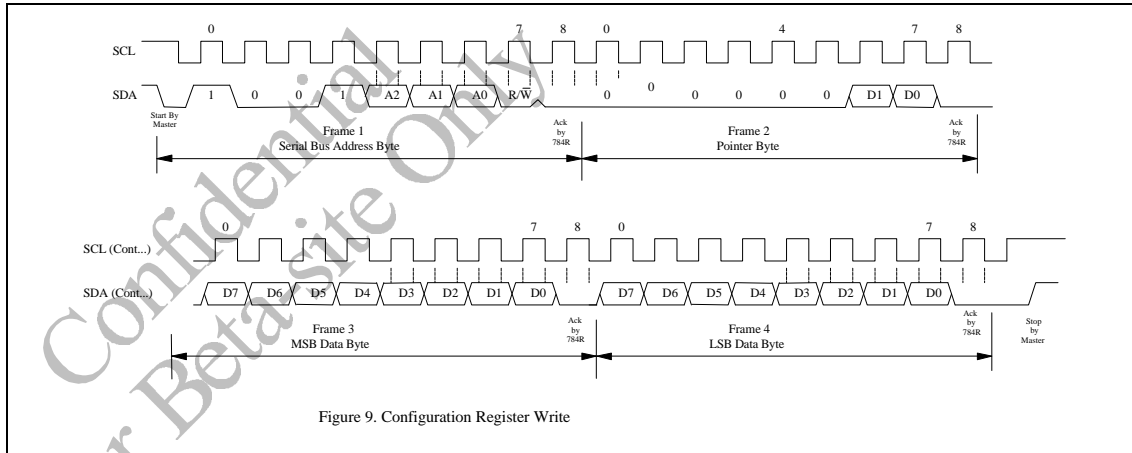 0 7 8 0 4 7 8
SCL
SDA 1 0 0 1 A2 A1 A0 R/W 0 0 0 0 0 0 D1 D0
Start By
Master
Ack
by
784R
Ack
by
784R
Frame 1
Serial Bus Address Byte
Frame 2
Pointer Byte
0 7 8 0 7 8
SCL (Cont...)
SDA (Cont...) D7 D6 D5 D4 D3 D2 D1 D0 D7 D6 D5 D4 D3 D2 D1 D0
Ack
by
784R
Ack
by
784R
Stop
by
Master
Frame 3
MSB Data Byte
Frame 4
LSB Data Byte
Figure 9. Configuration Register Write
Confidential
r Beta-site Only